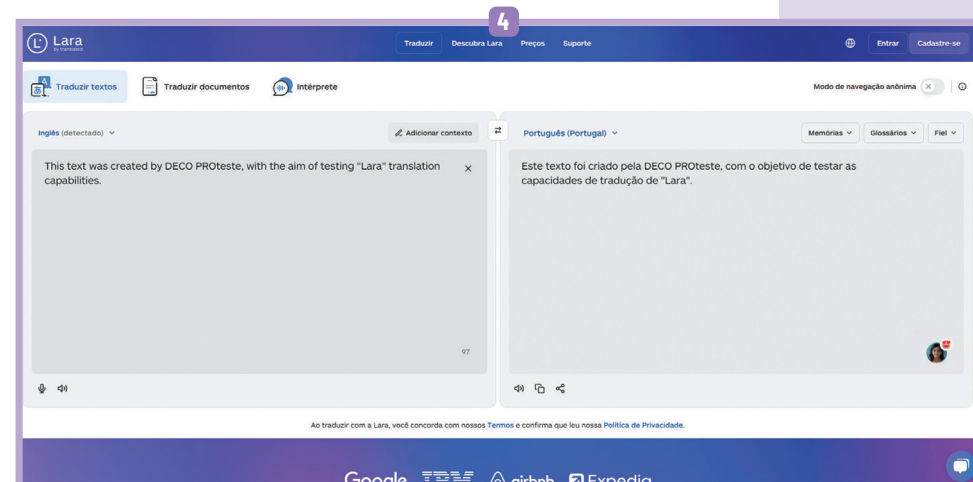 4
Lara
by translated
Traduzir Descubra Lara Preços Suporte
Entrar Cadastre-se
Traduzir textos Traduzir documentos Intérprete
Modo de navegação anônima
Inglês (detectado) Adicionar contexto
Português (Portugal) Memórias Glossários Fiel
This text was created by DECO PROteste, with the aim of testing "Lara" translation
capabilities.
97
Este texto foi criado pela DECO PROteste, com o objetivo de testar as
capacidades de tradução de "Lara".
Ao traduzir com a Lara, você concorda com nossos Termos e confirma que leu nossa Política de Privacidade.
Google IBM airbnb Expedia